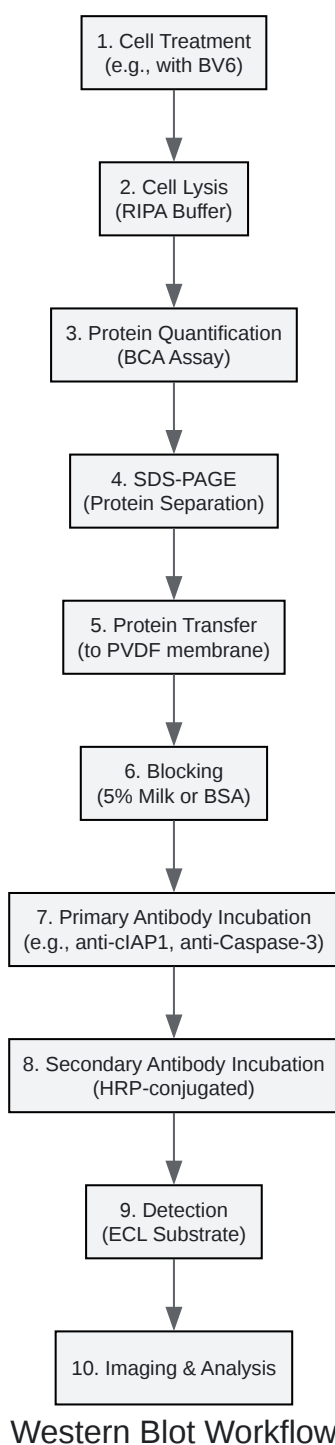 1. Cell Treatment
(e.g., with BV6)
2. Cell Lysis
(RIPA Buffer)
3. Protein Quantification
(BCA Assay)
4. SDS-PAGE
(Protein Separation)
5. Protein Transfer
(to PVDF membrane)
6. Blocking
(5% Milk or BSA)
7. Primary Antibody Incubation
(e.g., anti-cIAP1, anti-Caspase-3)
8. Secondary Antibody Incubation
(HRP-conjugated)
9. Detection
(ECL Substrate)
10. Imaging & Analysis
Western Blot Workflow